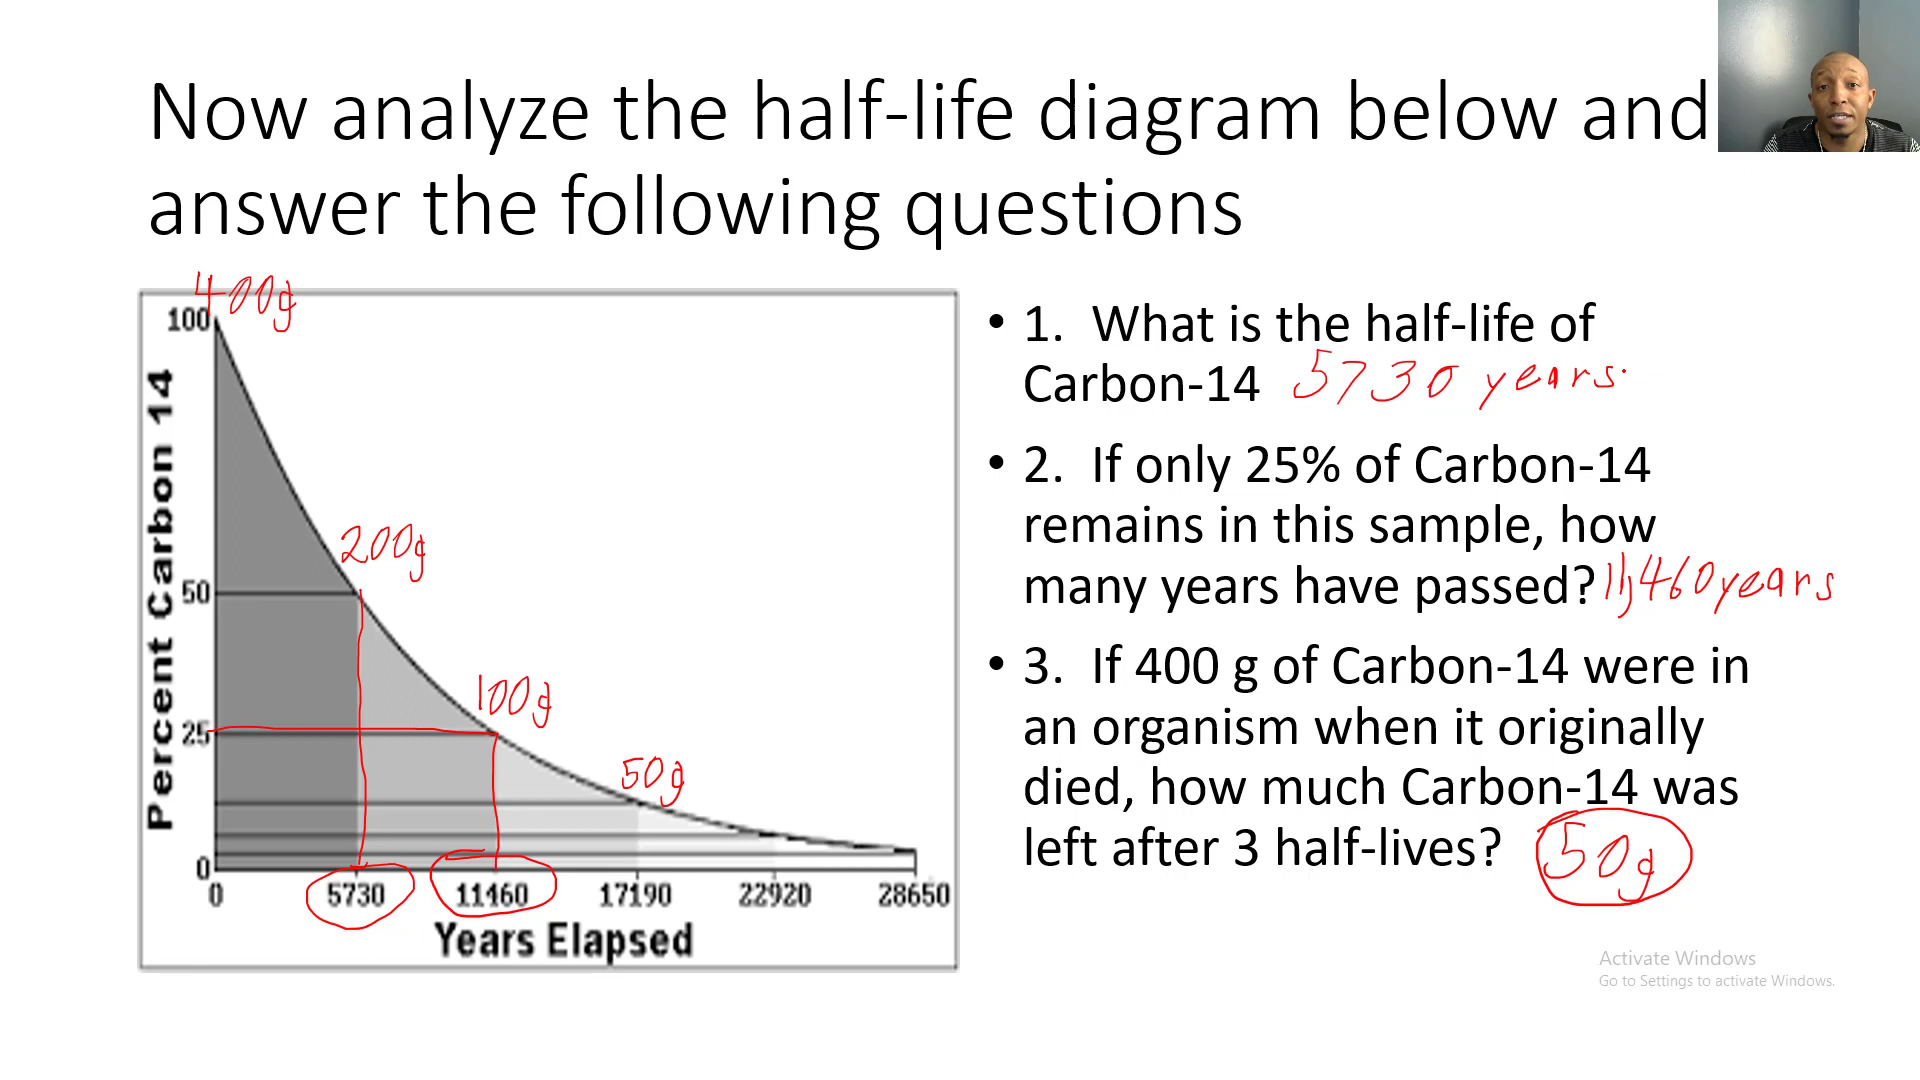 Now analyze the half-life diagram below and
answer the following questions
400g
100
200g
50
100g
25
50g
0
0 5730 11460 17190 22920 28650
Years Elapsed
Percent Carbon 14
• 1. What is the half-life of
Carbon-14 5730 years.
• 2. If only 25% of Carbon-14
remains in this sample, how
many years have passed? 11,460 years
• 3. If 400 g of Carbon-14 were in
an organism when it originally
died, how much Carbon-14 was
left after 3 half-lives? 50g
Activate Windows
Go to Settings to activate Windows.